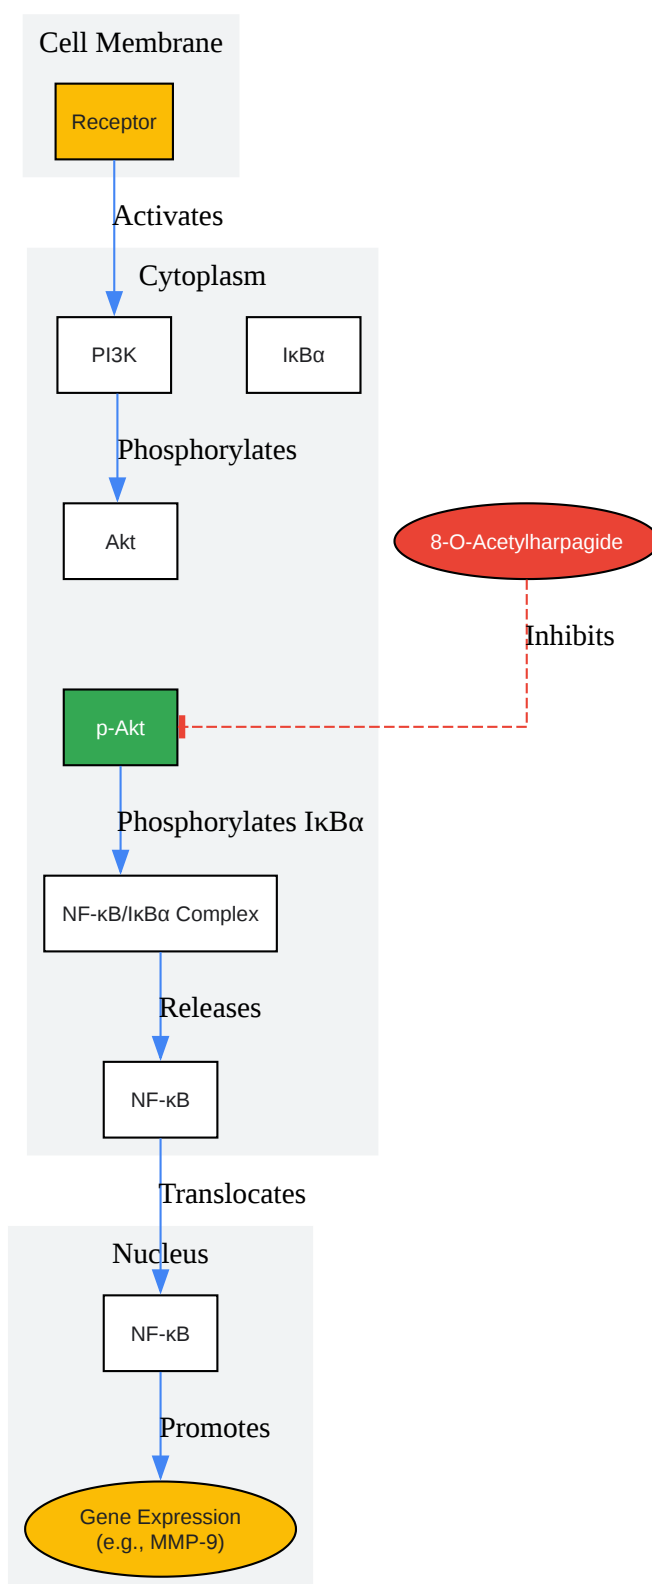 Cell Membrane
Receptor
Activates
Cytoplasm
PI3K
IκBα
Phosphorylates
Akt
8-O-Acetylharpagide
Inhibits
p-Akt
Phosphorylates IκBα
NF-κB/IκBα Complex
Releases
NF-κB
Translocates
Nucleus
NF-κB
Promotes
Gene Expression
(e.g., MMP-9)